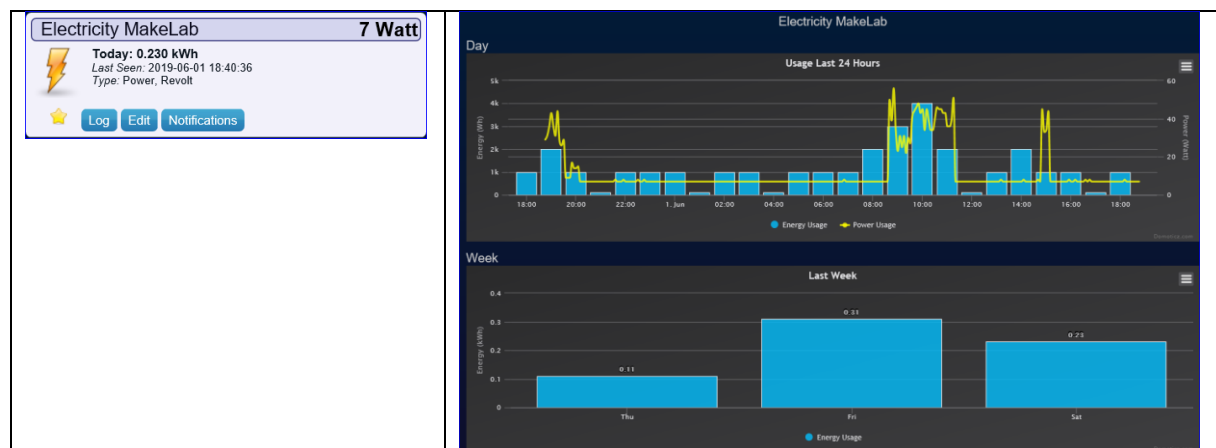 Electricity MakeLab 7 Watt
Today: 0.230 kWh
Last Seen: 2019-06-01 18:40:36
Type: Power, Revolt
Log Edit Notifications
Electricity MakeLab
Day
Usage Last 24 Hours
Energy (Wh)
5k
4k
3k
2k
1k
0
Power (Watt)
60
40
20
0
18:00 20:00 22:00 1. Jun 02:00 04:00 06:00 08:00 10:00 12:00 14:00 16:00 18:00
Energy Usage Power Usage
Week
Last Week
Energy (kWh)
0.4
0.3
0.2
0.1
0
0.11
0.31
0.23
Thu Fri Sat
Energy Usage